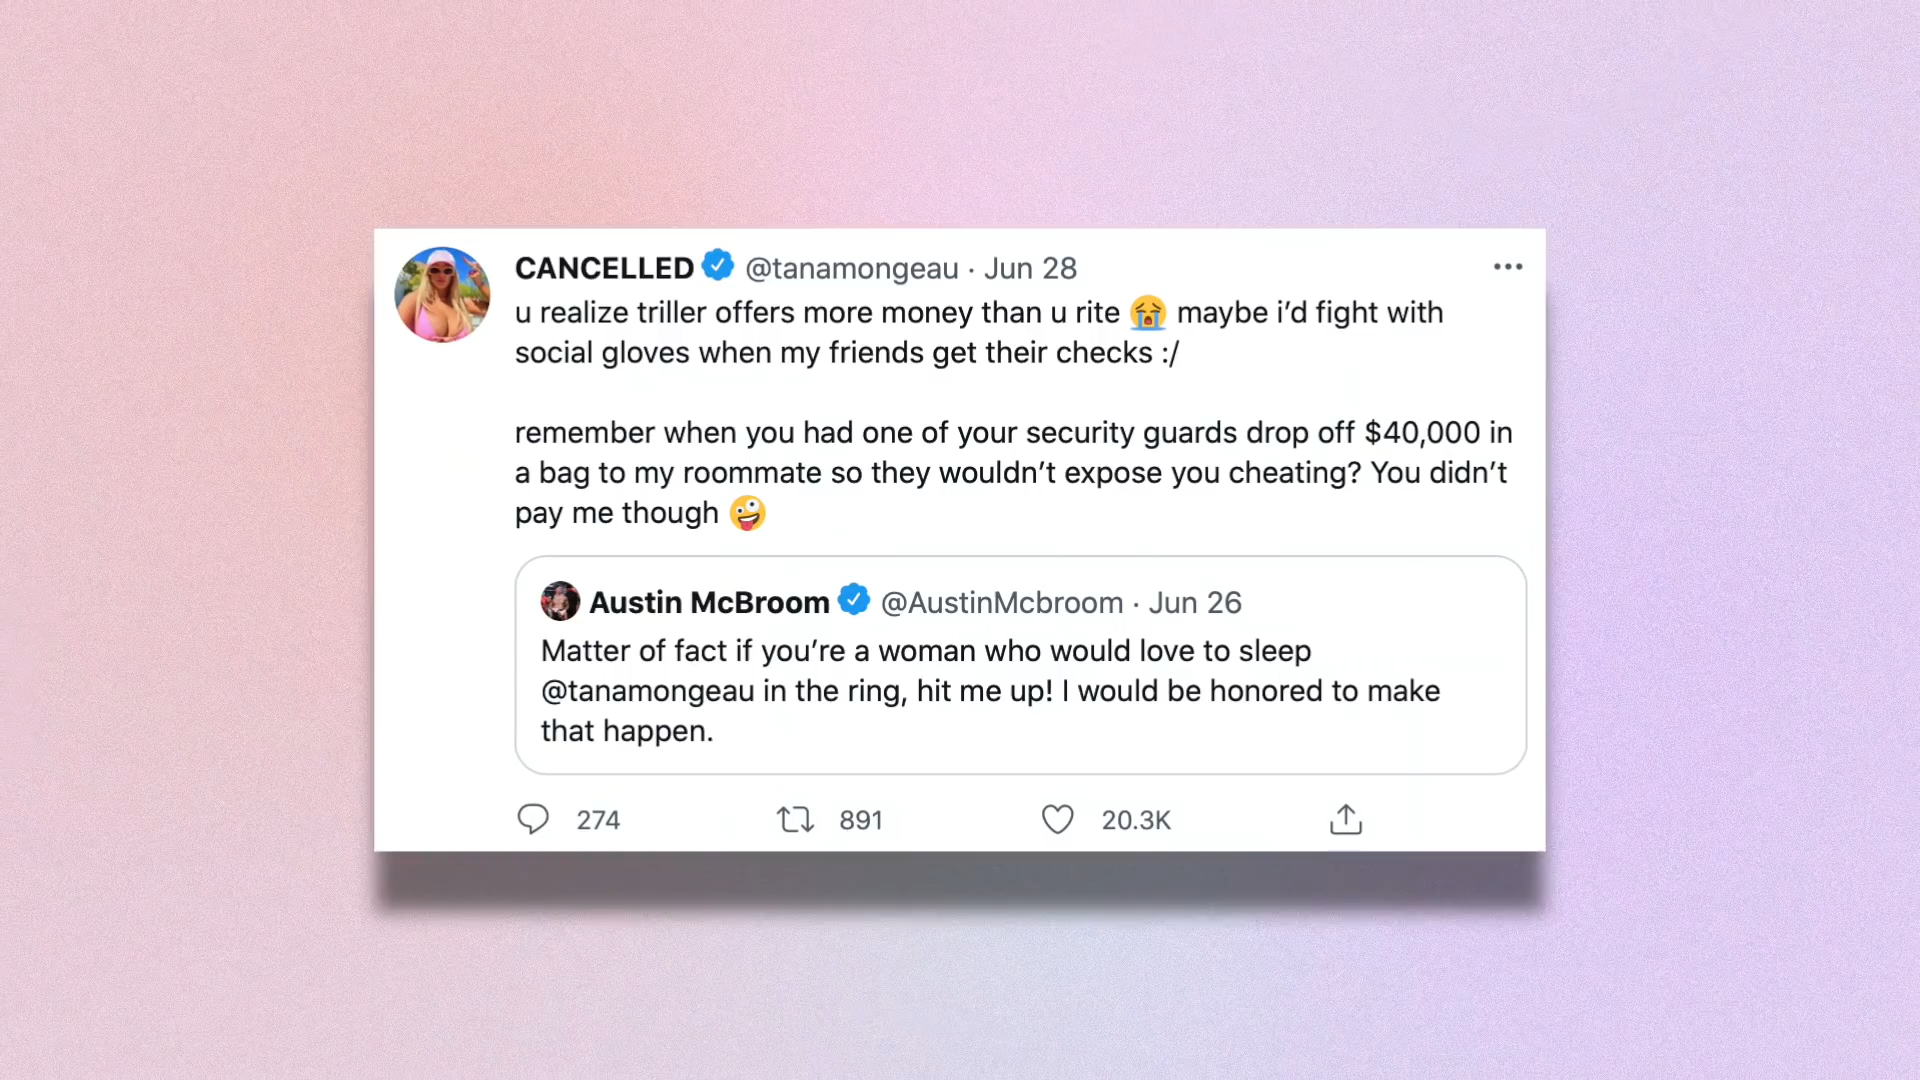 CANCELLED @tanamongeau · Jun 28
u realize triller offers more money than u rite 😭 maybe i’d fight with
social gloves when my friends get their checks :/
remember when you had one of your security guards drop off $40,000 in
a bag to my roommate so they wouldn’t expose you cheating? You didn’t
pay me though 🤪
Austin McBroom @AustinMcbroom · Jun 26
Matter of fact if you’re a woman who would love to sleep
@tanamongeau in the ring, hit me up! I would be honored to make
that happen.
274 891 20.3K